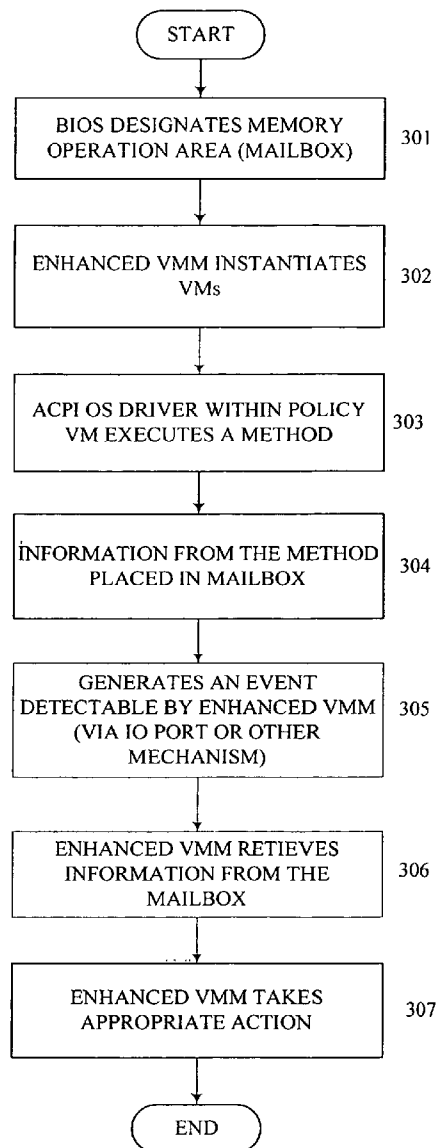 START
BIOS DESIGNATES MEMORY
OPERATION AREA (MAILBOX)
301
ENHANCED VMM INSTANTIATES
VMs
302
ACPI OS DRIVER WITHIN POLICY
VM EXECUTES A METHOD
303
INFORMATION FROM THE METHOD
PLACED IN MAILBOX
304
GENERATES AN EVENT
DETECTABLE BY ENHANCED VMM
(VIA IO PORT OR OTHER
MECHANISM)
305
ENHANCED VMM RETIEVES
INFORMATION FROM THE
MAILBOX
306
ENHANCED VMM TAKES
APPROPRIATE ACTION
307
END